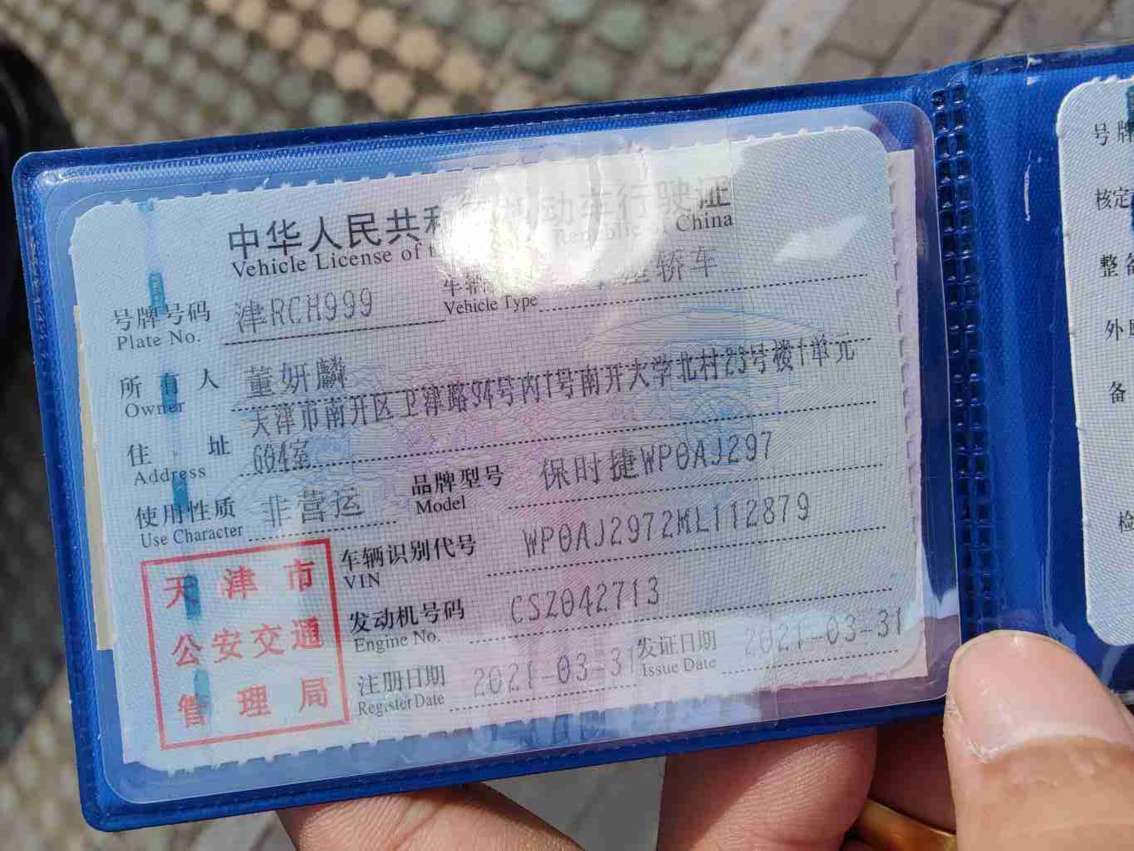 中华人民共和 动车行驶证
Vehicle License of the Republic of China
号牌号码 津RCH999 车辆 轿车
Plate No. Vehicle Type
所有人 董妍麟
Owner
住址 天津市南开区卫津路94号内1号南开大学北村23号楼1单元
Address 604室
使用性质 非营运 品牌型号 保时捷WP0AJ297
Use Character Model
车辆识别代号 WP0AJ2972ML112879
VIN
发动机号码 CSZ042713
Engine No.
注册日期 2021-03-31 发证日期 2021-03-31
Register Date Issue Date
天津市
公安交通
管理局
号牌
核定
整备
备
检